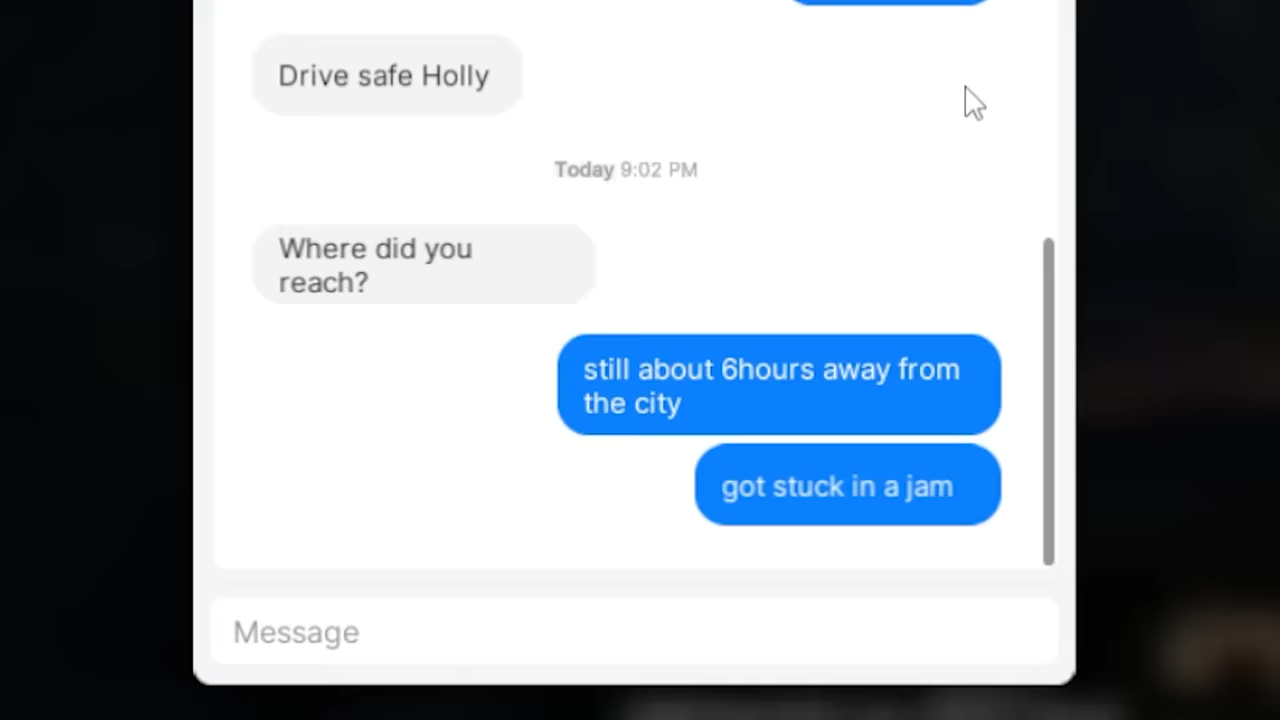 Drive safe Holly
Today 9:02 PM
Where did you
reach?
still about 6hours away from
the city
got stuck in a jam
Message